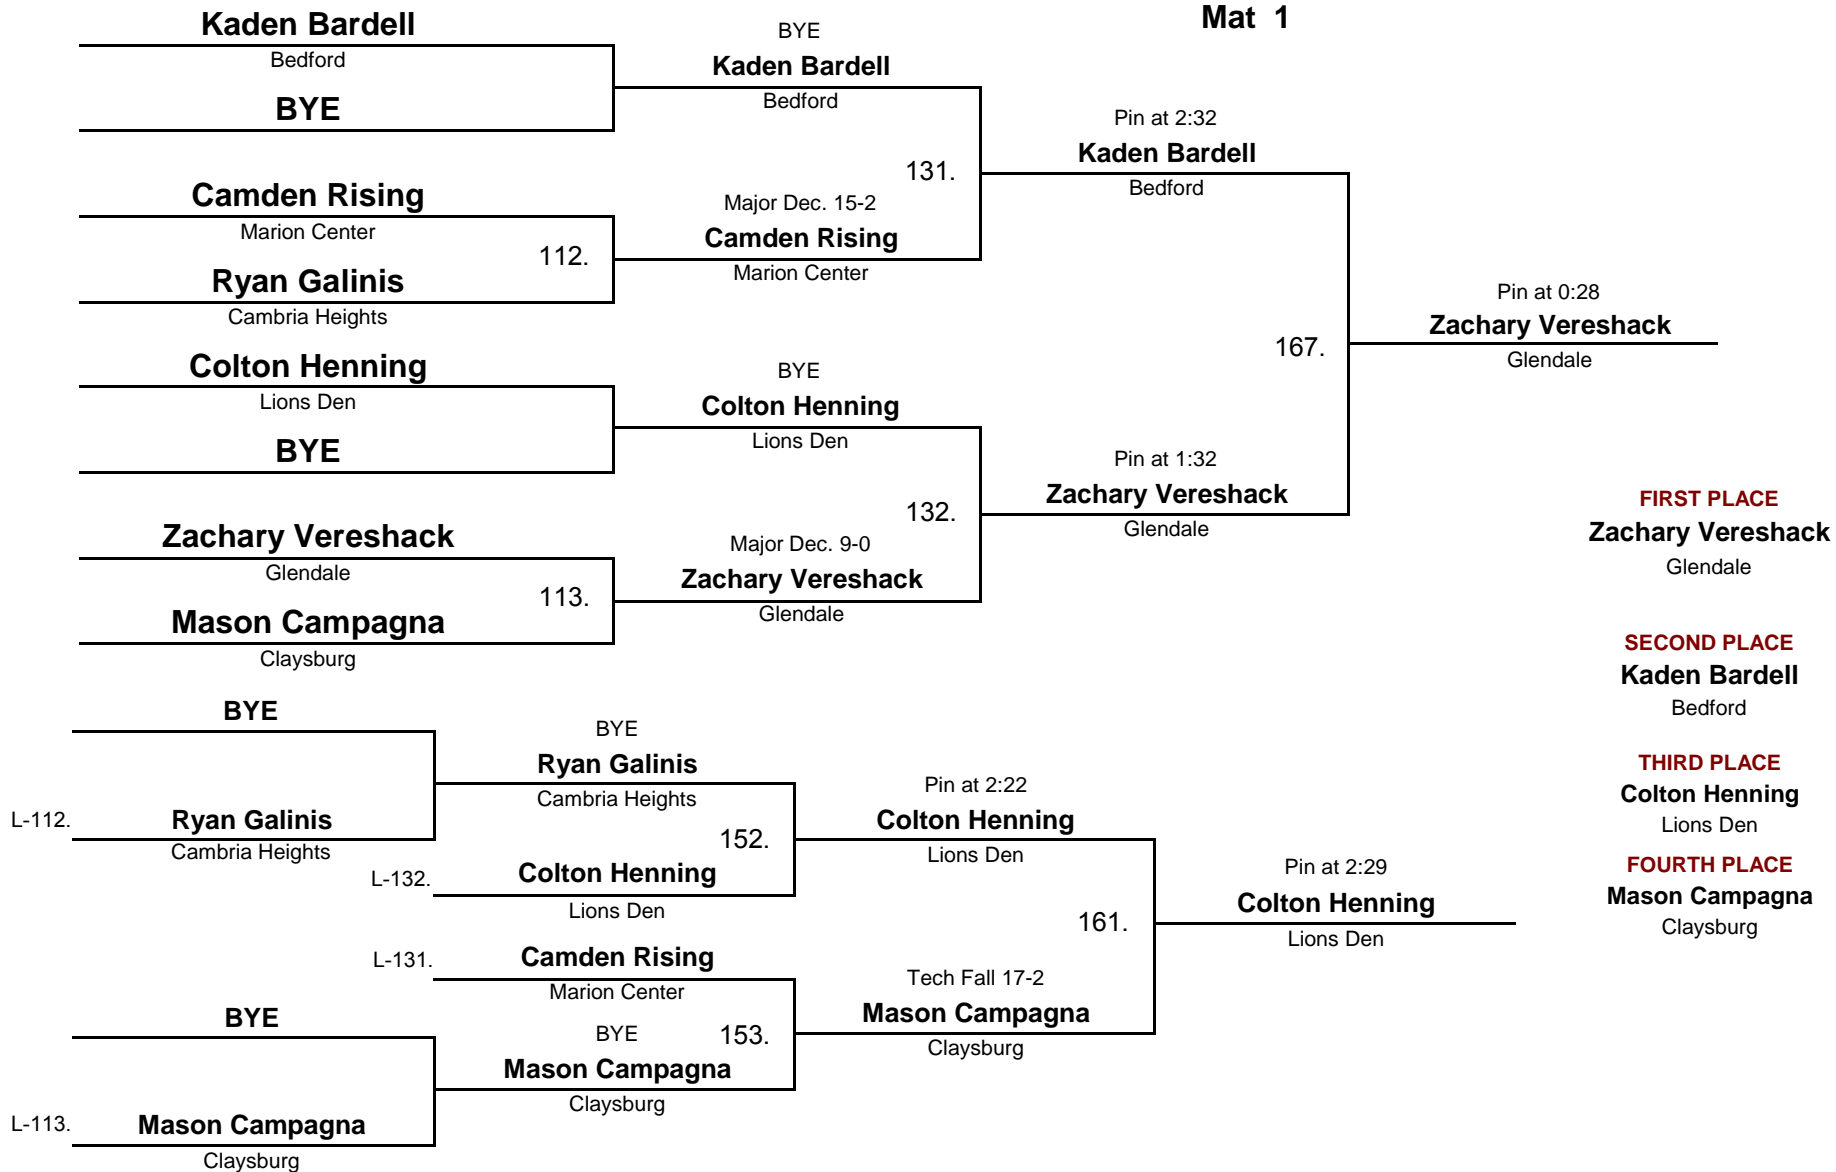 Mat 1
Kaden Bardell
Bedford
BYE
Camden Rising
Marion Center
112.
Ryan Galinis
Cambria Heights
Colton Henning
Lions Den
BYE
Zachary Vereshack
Glendale
113.
Mason Campagna
Claysburg
BYE
Kaden Bardell
Bedford
131.
Major Dec. 15-2
Camden Rising
Marion Center
BYE
Colton Henning
Lions Den
132.
Major Dec. 9-0
Zachary Vereshack
Glendale
Pin at 2:32
Kaden Bardell
Bedford
167.
Pin at 1:32
Zachary Vereshack
Glendale
Pin at 0:28
Zachary Vereshack
Glendale
FIRST PLACE
Zachary Vereshack
Glendale
SECOND PLACE
Kaden Bardell
Bedford
THIRD PLACE
Colton Henning
Lions Den
FOURTH PLACE
Mason Campagna
Claysburg
BYE
L-112.
Ryan Galinis
Cambria Heights
BYE
L-113.
Mason Campagna
Claysburg
BYE
Ryan Galinis
Cambria Heights
152.
L-132.
Colton Henning
Lions Den
L-131.
Camden Rising
Marion Center
BYE
153.
Mason Campagna
Claysburg
Pin at 2:22
Colton Henning
Lions Den
161.
Tech Fall 17-2
Mason Campagna
Claysburg
Pin at 2:29
Colton Henning
Lions Den